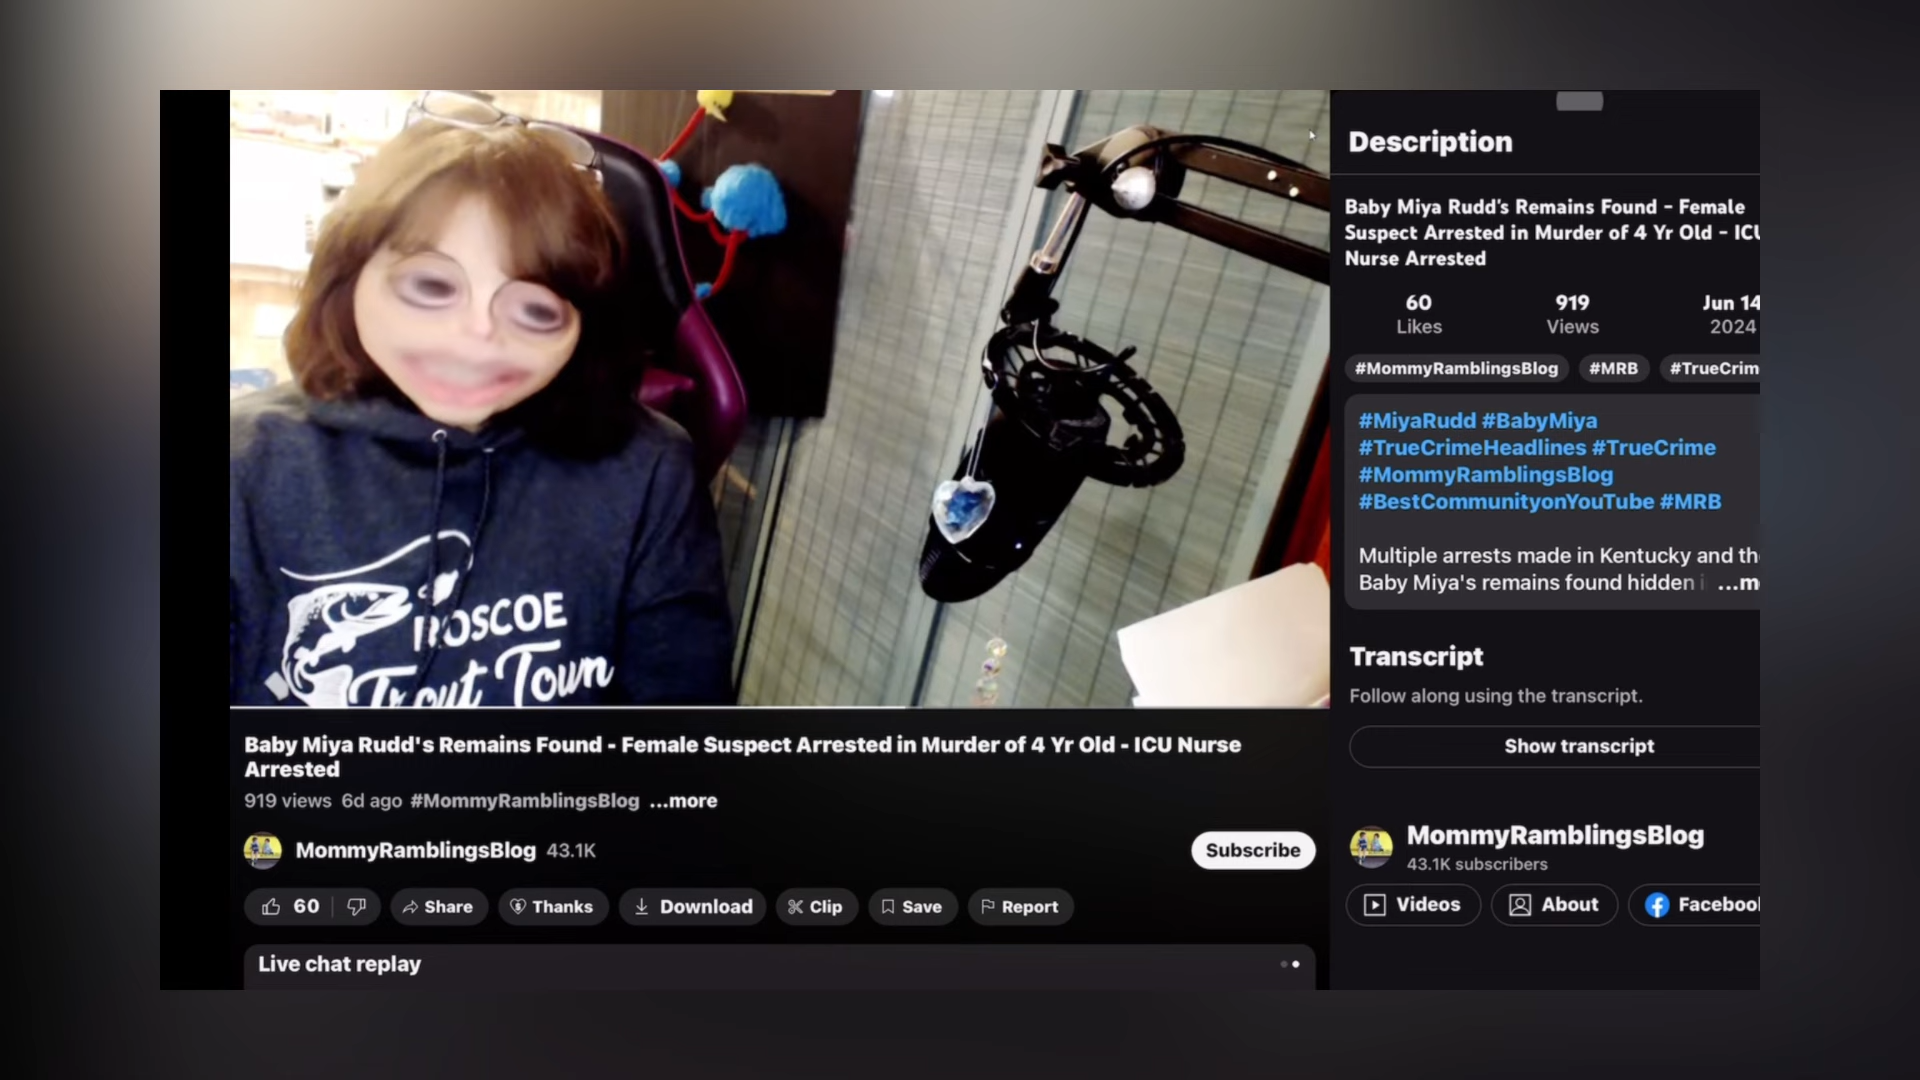 ROSCOE
Trout Town
Baby Miya Rudd's Remains Found - Female Suspect Arrested in Murder of 4 Yr Old - ICU Nurse
Arrested
919 views 6d ago #MommyRamblingsBlog ...more
MommyRamblingsBlog 43.1K
Subscribe
60
Share
Thanks
Download
Clip
Save
Report
Live chat replay
Description
Baby Miya Rudd's Remains Found - Female
Suspect Arrested in Murder of 4 Yr Old - ICU
Nurse Arrested
60 919 Jun 14
Likes Views 2024
#MommyRamblingsBlog #MRB #TrueCrim
#MiyaRudd #BabyMiya
#TrueCrimeHeadlines #TrueCrime
#MommyRamblingsBlog
#BestCommunityonYouTube #MRB
Multiple arrests made in Kentucky and th
Baby Miya's remains found hidden i ...m
Transcript
Follow along using the transcript.
Show transcript
MommyRamblingsBlog
43.1K subscribers
Videos
About
Facebook